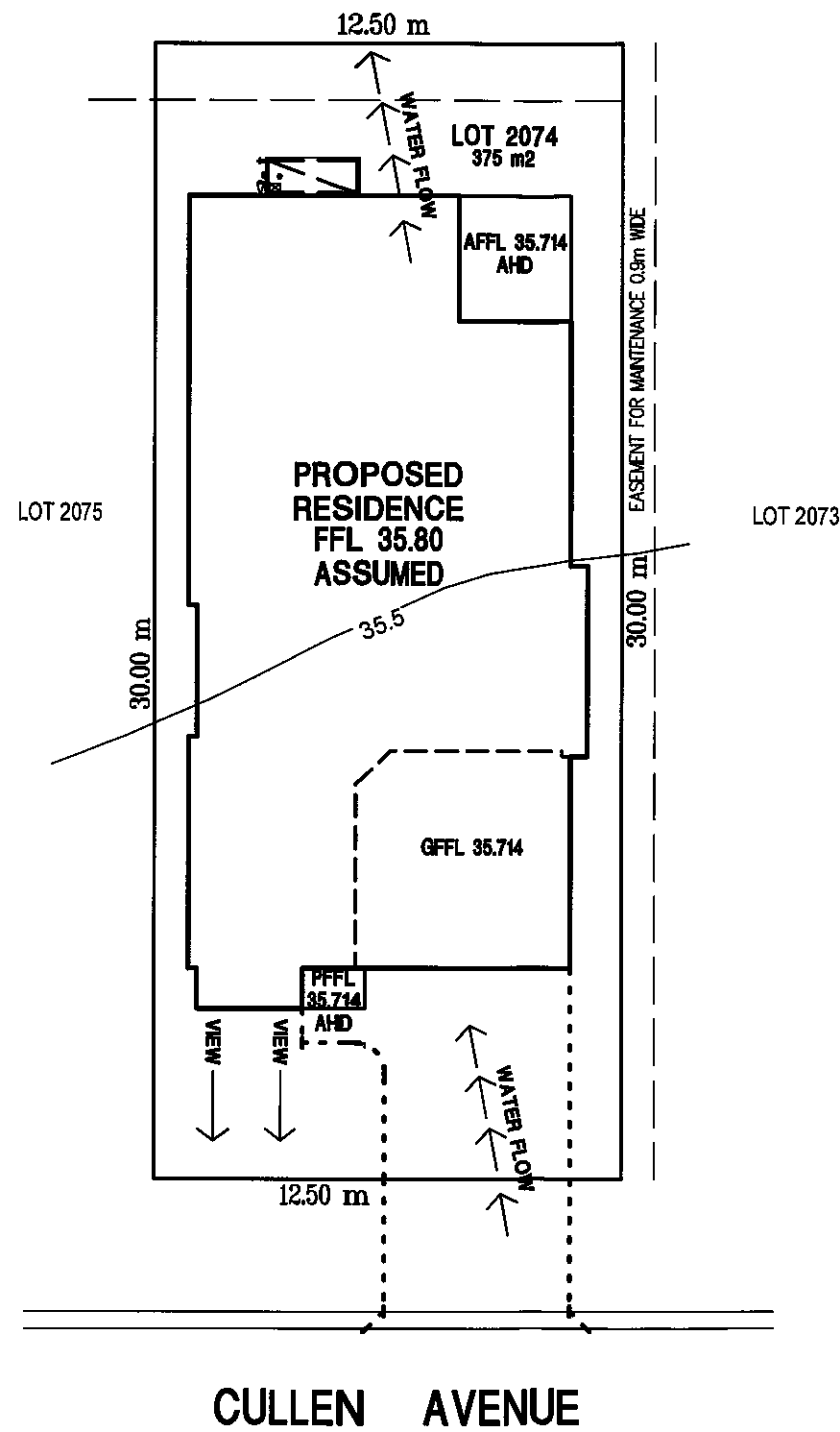 12.50 m
WATER FLOW
LOT 2074
375 m2
AFFL 35.714
AHD
EASEMENT FOR MAINTENANCE 0.9m WIDE
PROPOSED
RESIDENCE
FFL 35.80
ASSUMED
LOT 2075
LOT 2073
35.5
30.00 m
30.00 m
GFFL 35.714
PFFL
35.714
AHD
VIEW
VIEW
WATER FLOW
12.50 m
CULLEN AVENUE